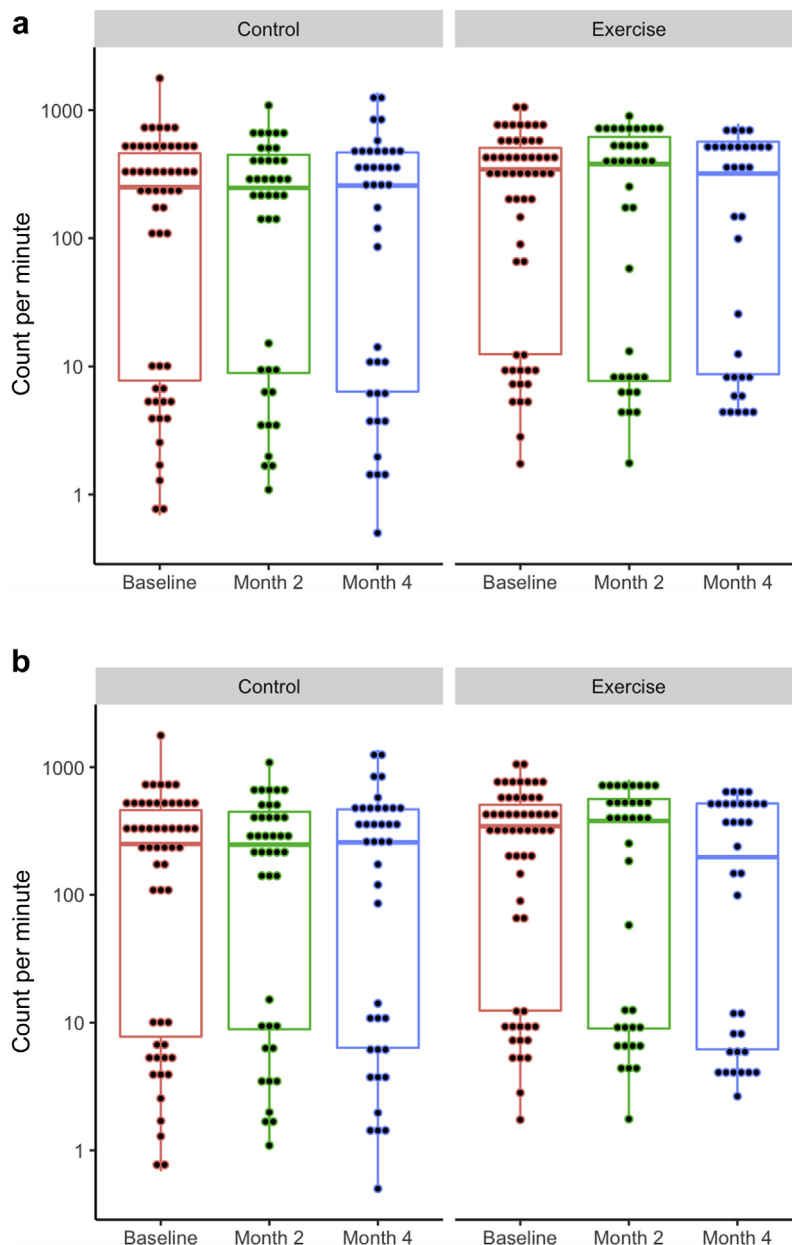 a
Control Exercise
Count per minute
1000
100
10
1
Baseline Month 2 Month 4 Baseline Month 2 Month 4
b
Control Exercise
Count per minute
1000
100
10
1
Baseline Month 2 Month 4 Baseline Month 2 Month 4